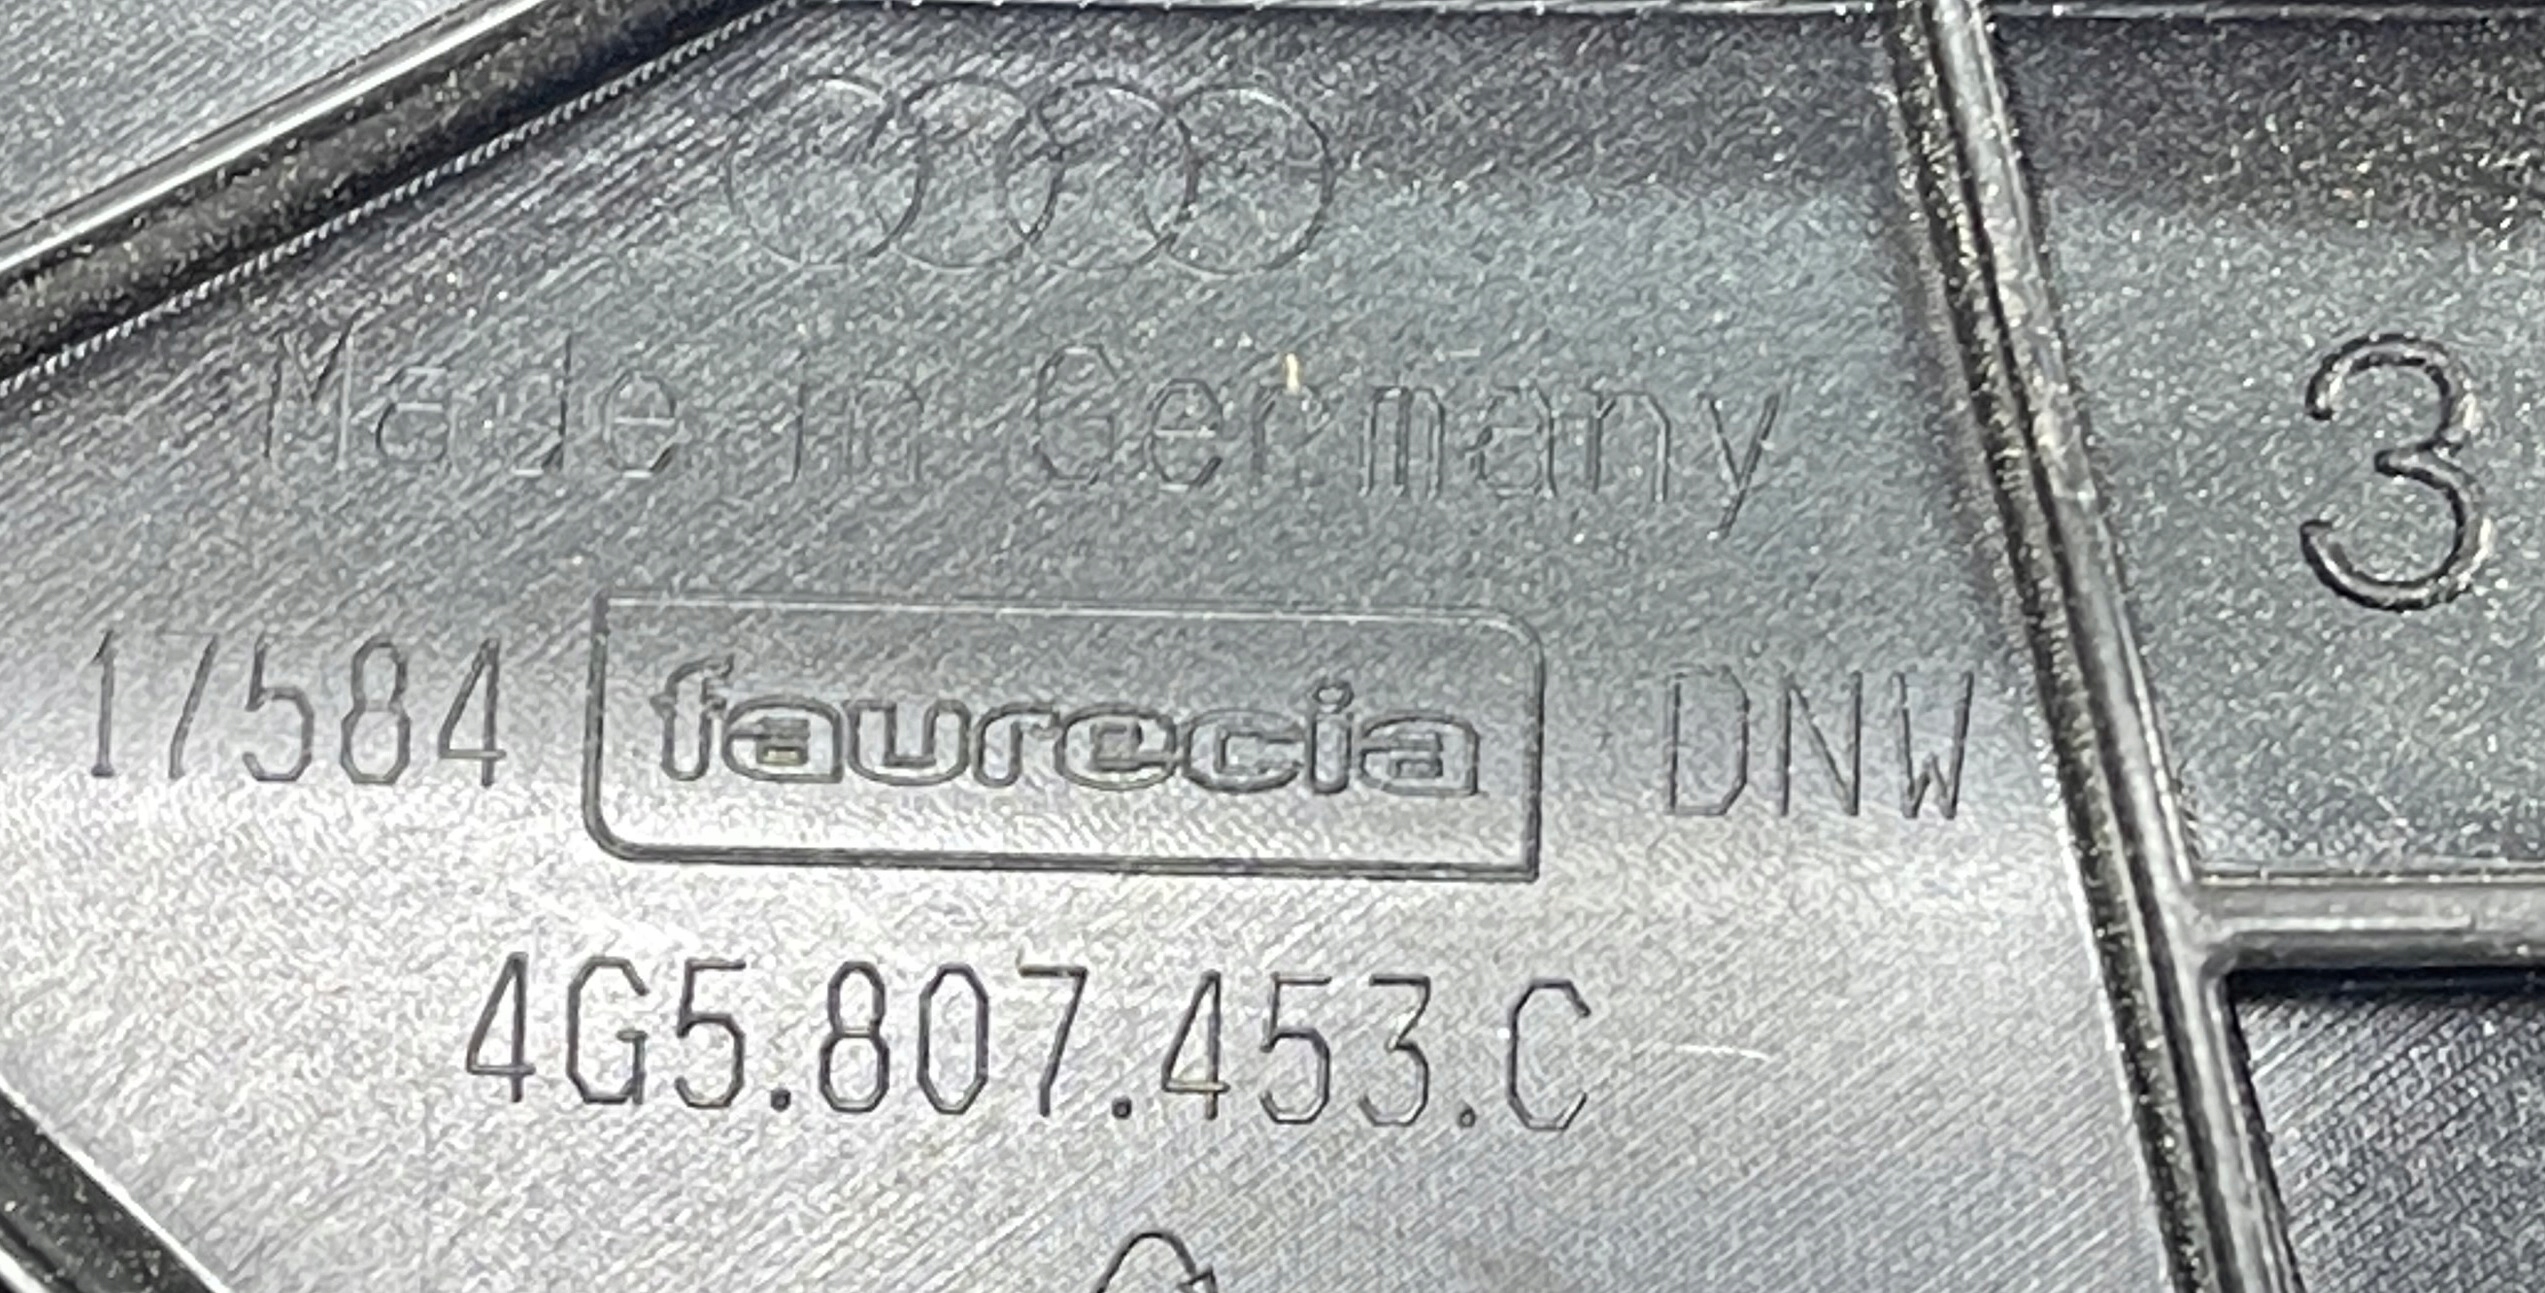 Made in Germany
3
17584 faurecia DNW
4G5.807.453.C